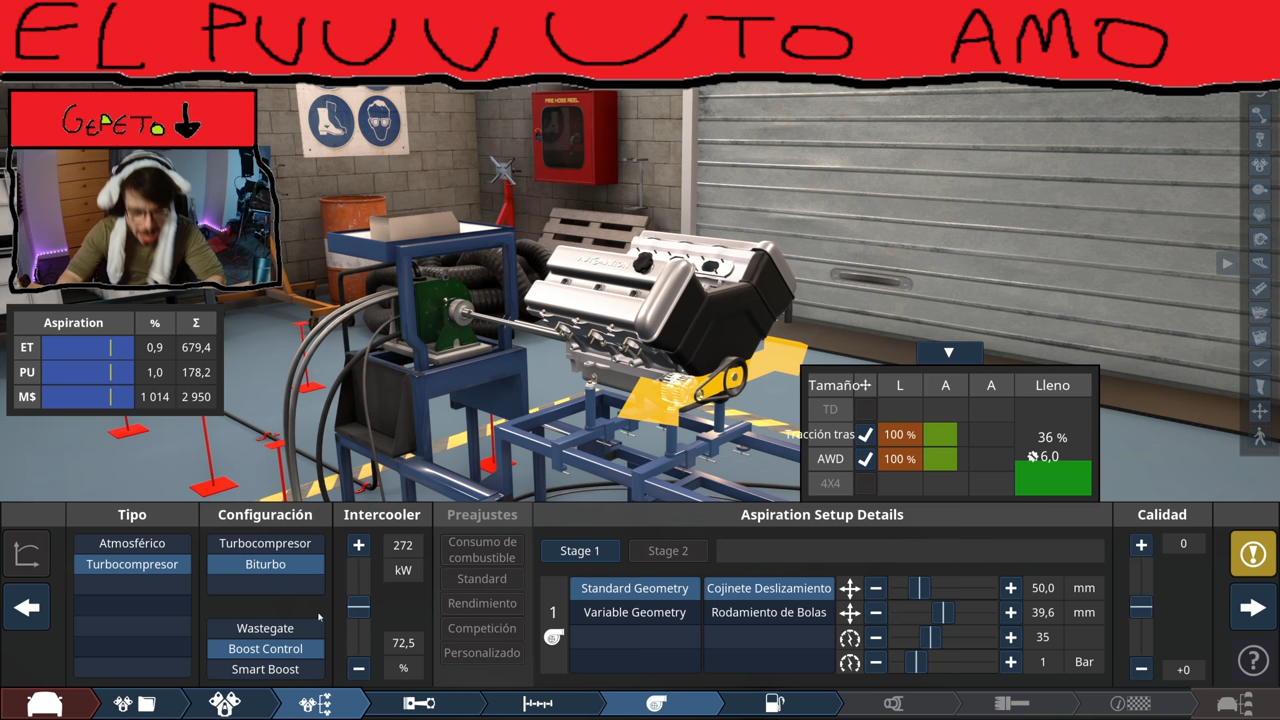 EL PUUUUTO AMO
GEPETO
FIRE HOSE REEL
AUTOMATION
Aspiration % Σ
ET 0,9 679,4
PU 1,0 178,2
M$ 1 014 2 950
Tamaño L A A Lleno
TD
Tracción tras 100 %
AWD 100 %
4X4
36 %
6,0
Tipo
Atmosférico
Turbocompresor
Configuración
Turbocompresor
Biturbo
Wastegate
Boost Control
Smart Boost
Intercooler
+ 272
kW
72,5
- %
Preajustes
Consumo de
combustible
Standard
Rendimiento
Competición
Personalizado
Aspiration Setup Details
Stage 1 Stage 2
1
Standard Geometry Cojinete Deslizamiento - + 50,0 mm
Variable Geometry Rodamiento de Bolas - + 39,6 mm
- + 35
- + 1 Bar
Calidad
+ 0
- +0
!
?